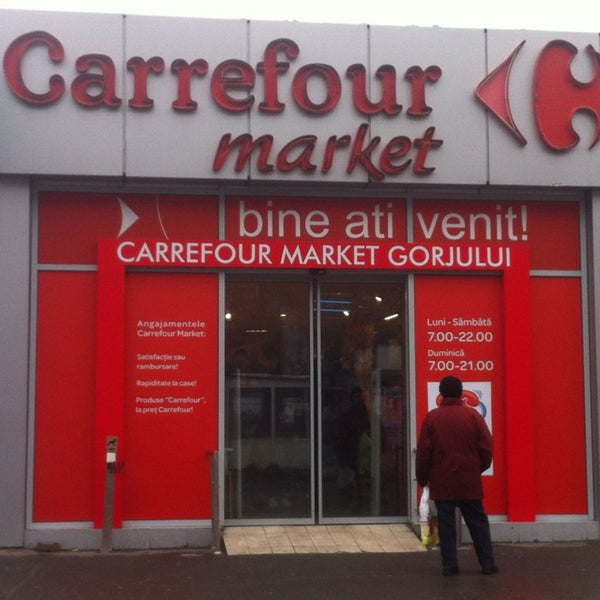 Carrefour
market
bine ati venit!
CARREFOUR MARKET GORJULUI
Angajamentele
Carrefour Market:
Satisfacție sau
rambursare!
Rapiditate la case!
Produse "Carrefour",
la preț Carrefour!
Luni - Sâmbătă
7.00-22.00
Duminică
7.00-21.00